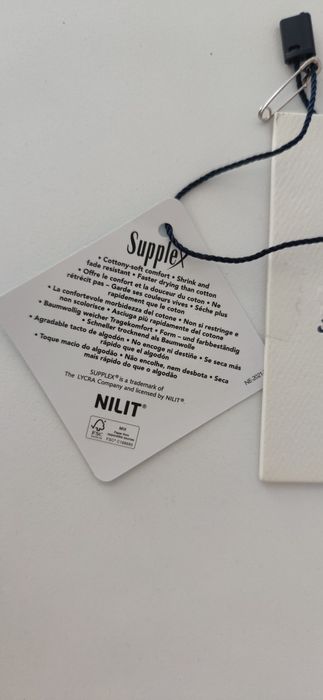 Supplex
• Cottony-soft comfort • Shrink and
fade resistant • Faster drying than cotton
• Offre le confort et la douceur du coton • Ne
rétrécit pas – Garde ses couleurs vives • Sèche plus
rapidement que le coton
• La confortevole morbidezza del cotone • Non si restringe e
non scolorisce • Asciuga più rapidamente del cotone
• Baumwollig weicher Tragekomfort • Form – und farbbeständig
• Schneller trocknend als Baumwolle
• Agradable tacto de algodón • No encoge ni destiñe • Se seca más
rápido que el algodón
• Toque macio do algodão • Não encolhe, nem desbota • Seca
mais rápido do que o algodão
SUPPLEX® is a trademark of
The LYCRA Company and licensed by NILIT®.
NE-2021
NILIT®
FSC
MIX